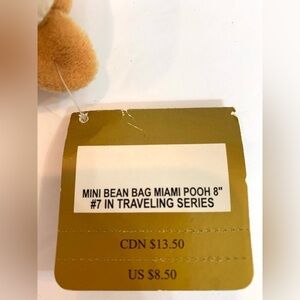 MINI BEAN BAG MIAMI POOH 8"
#7 IN TRAVELING SERIES
CDN $13.50
US $8.50